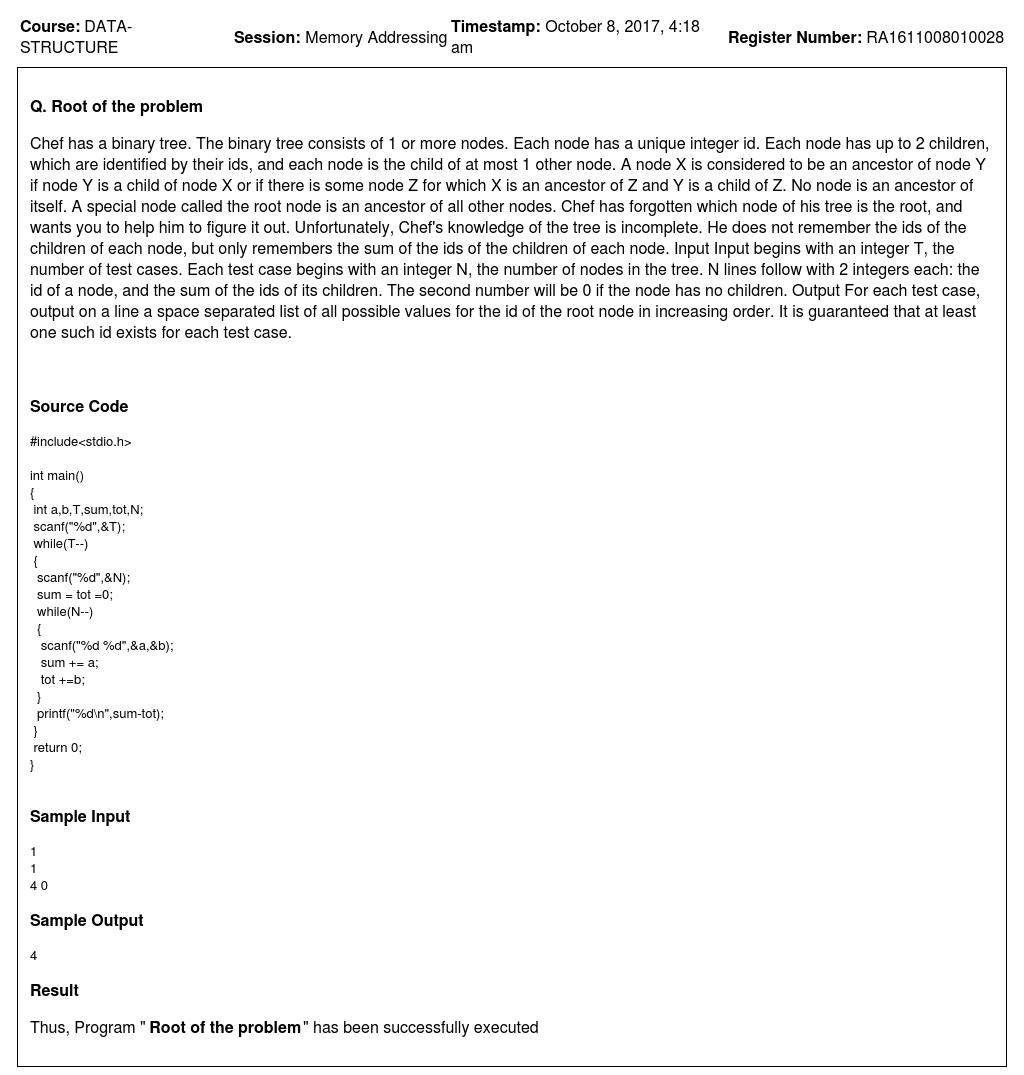 Course: DATA-
STRUCTURE
Session: Memory Addressing
Timestamp: October 8, 2017, 4:18
am
Register Number: RA1611008010028
Q. Root of the problem
Chef has a binary tree. The binary tree consists of 1 or more nodes. Each node has a unique integer id. Each node has up to 2 children,
which are identified by their ids, and each node is the child of at most 1 other node. A node X is considered to be an ancestor of node Y
if node Y is a child of node X or if there is some node Z for which X is an ancestor of Z and Y is a child of Z. No node is an ancestor of
itself. A special node called the root node is an ancestor of all other nodes. Chef has forgotten which node of his tree is the root, and
wants you to help him to figure it out. Unfortunately, Chef's knowledge of the tree is incomplete. He does not remember the ids of the
children of each node, but only remembers the sum of the ids of the children of each node. Input Input begins with an integer T, the
number of test cases. Each test case begins with an integer N, the number of nodes in the tree. N lines follow with 2 integers each: the
id of a node, and the sum of the ids of its children. The second number will be 0 if the node has no children. Output For each test case,
output on a line a space separated list of all possible values for the id of the root node in increasing order. It is guaranteed that at least
one such id exists for each test case.
Source Code
#include<stdio.h>
int main()
{
int a,b,T,sum,tot,N;
scanf("%d",&T);
while(T--)
{
scanf("%d",&N);
sum = tot =0;
while(N--)
{
scanf("%d %d",&a,&b);
sum += a;
tot +=b;
}
printf("%d\n",sum-tot);
}
return 0;
}
Sample Input
1
1
4 0
Sample Output
4
Result
Thus, Program " Root of the problem" has been successfully executed